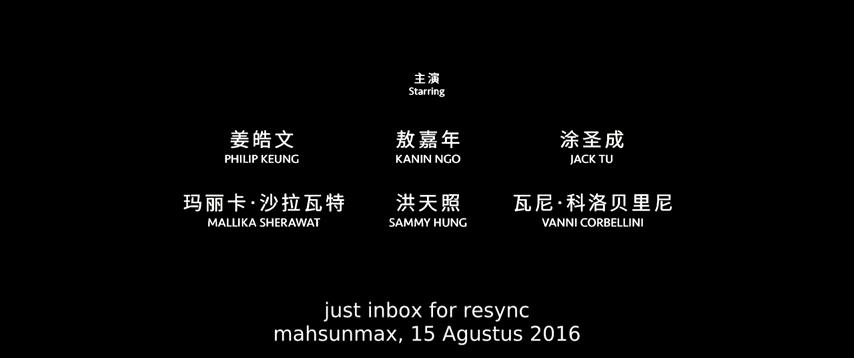 主演
Starring
姜皓文 敖嘉年 涂圣成
PHILIP KEUNG KANIN NGO JACK TU
玛丽卡·沙拉瓦特 洪天照 瓦尼·科洛贝里尼
MALLIKA SHERAWAT SAMMY HUNG VANNI CORBELLINI
just inbox for resync
mahsunmax, 15 Agustus 2016